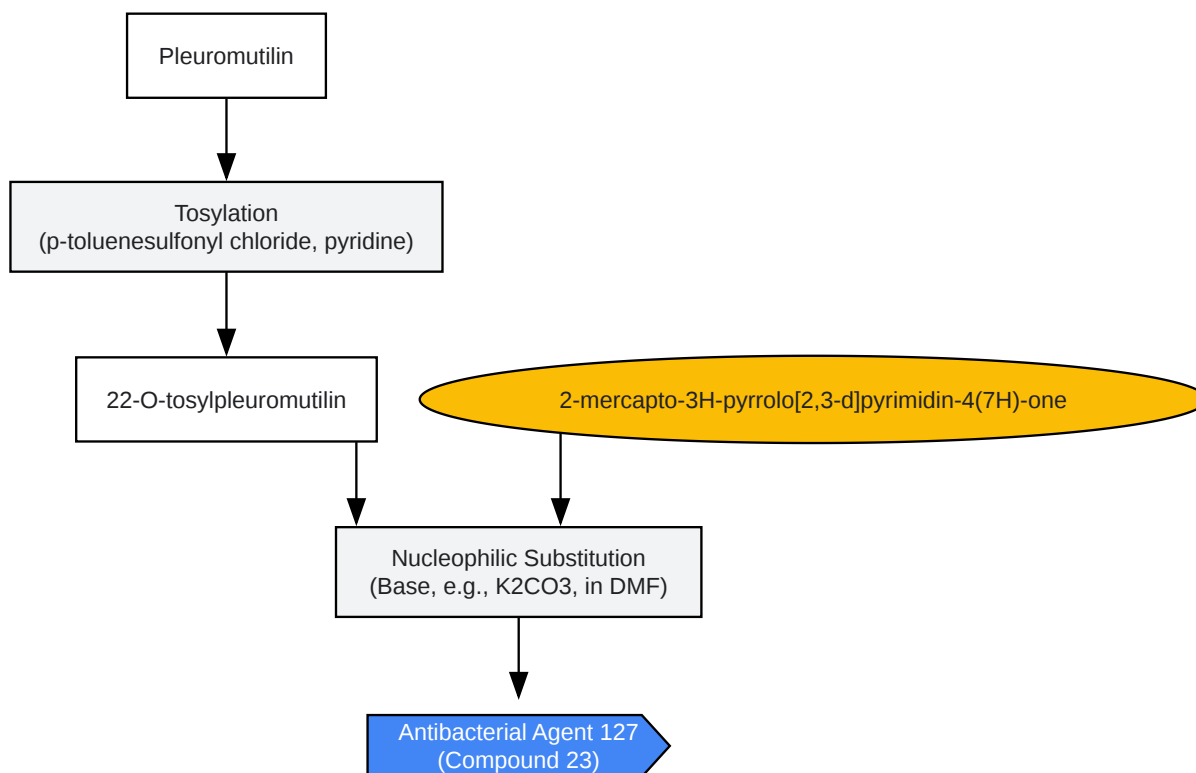 Pleuromutilin
Tosylation
(p-toluenesulfonyl chloride, pyridine)
22-O-tosylpleuromutilin
2-mercapto-3H-pyrrolo[2,3-d]pyrimidin-4(7H)-one
Nucleophilic Substitution
(Base, e.g., K2CO3, in DMF)
Antibacterial Agent 127
(Compound 23)